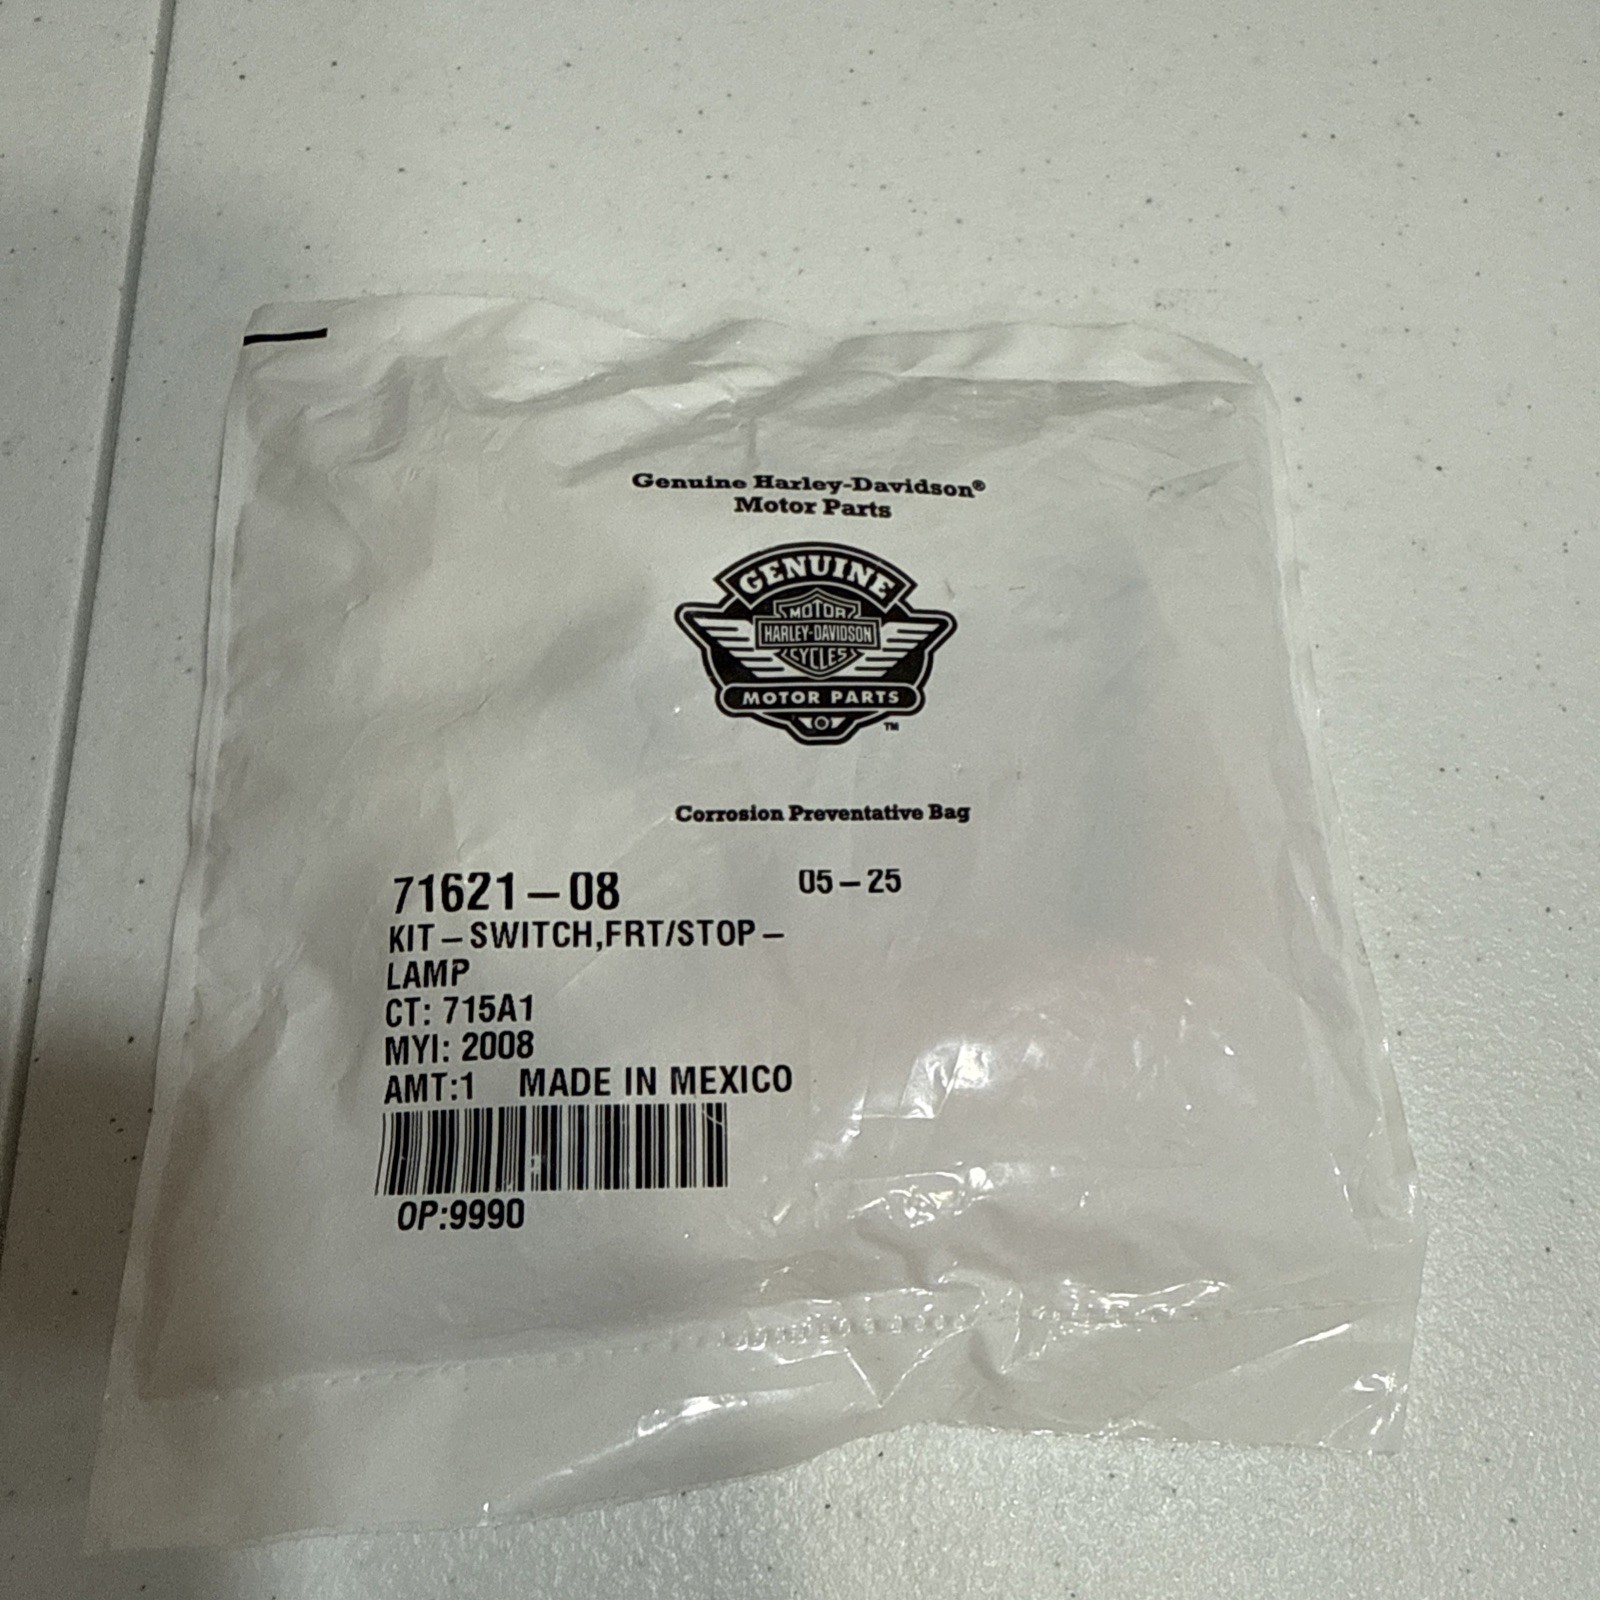 Genuine Harley-Davidson®
Motor Parts
GENUINE
MOTOR
HARLEY-DAVIDSON
CYCLES
MOTOR PARTS
TM
Corrosion Preventative Bag
71621-08 05-25
KIT-SWITCH,FRT/STOP-
LAMP
CT: 715A1
MYI: 2008
AMT:1 MADE IN MEXICO
OP:9990